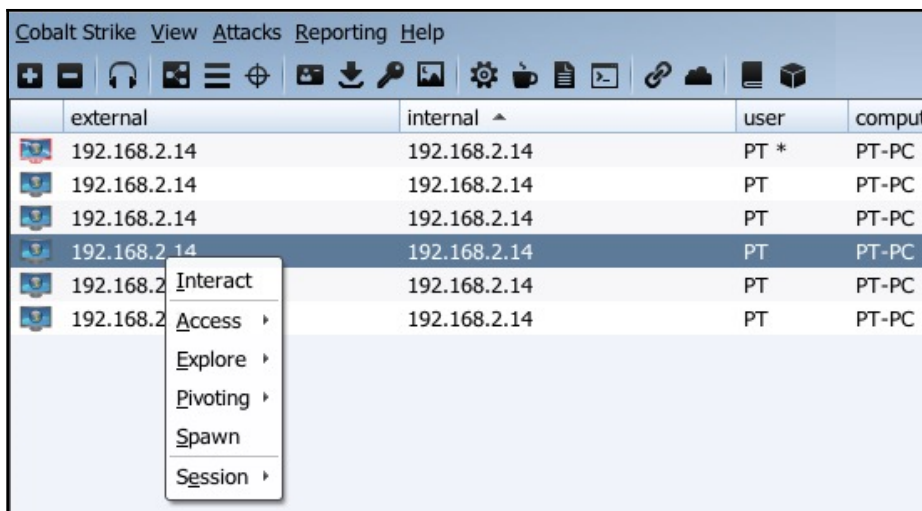 Cobalt Strike View Attacks Reporting Help
external internal user comput
192.168.2.14 192.168.2.14 PT * PT-PC
192.168.2.14 192.168.2.14 PT PT-PC
192.168.2.14 192.168.2.14 PT PT-PC
192.168.2.14 192.168.2.14 PT PT-PC
192.168.2 192.168.2.14 PT PT-PC
192.168.2 192.168.2.14 PT PT-PC
Interact
Access
Explore
Pivoting
Spawn
Session